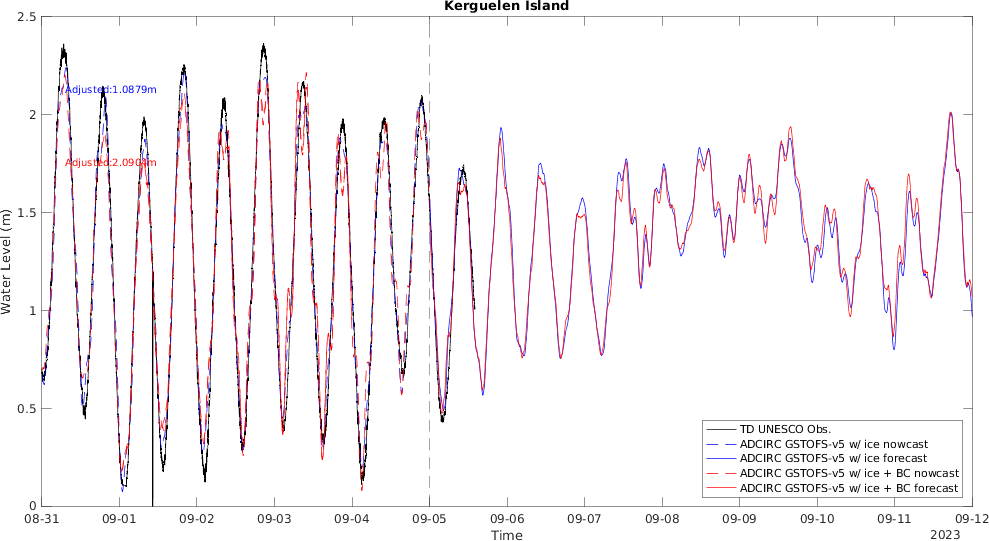 Kerguelen Island
2.5
2
1.5
1
0.5
0
Water Level (m)
Adjusted:1.0879m
08-31
09-01
09-02
09-03
09-04
09-05
09-06
09-07
09-08
09-09
09-10
09-11
09-12
Time
2023
TD UNESCO Obs.
ADCIRC GSTOFS-v5 w/ ice nowcast
ADCIRC GSTOFS-v5 w/ ice forecast
ADCIRC GSTOFS-v5 w/ ice + BC nowcast
ADCIRC GSTOFS-v5 w/ ice + BC forecast